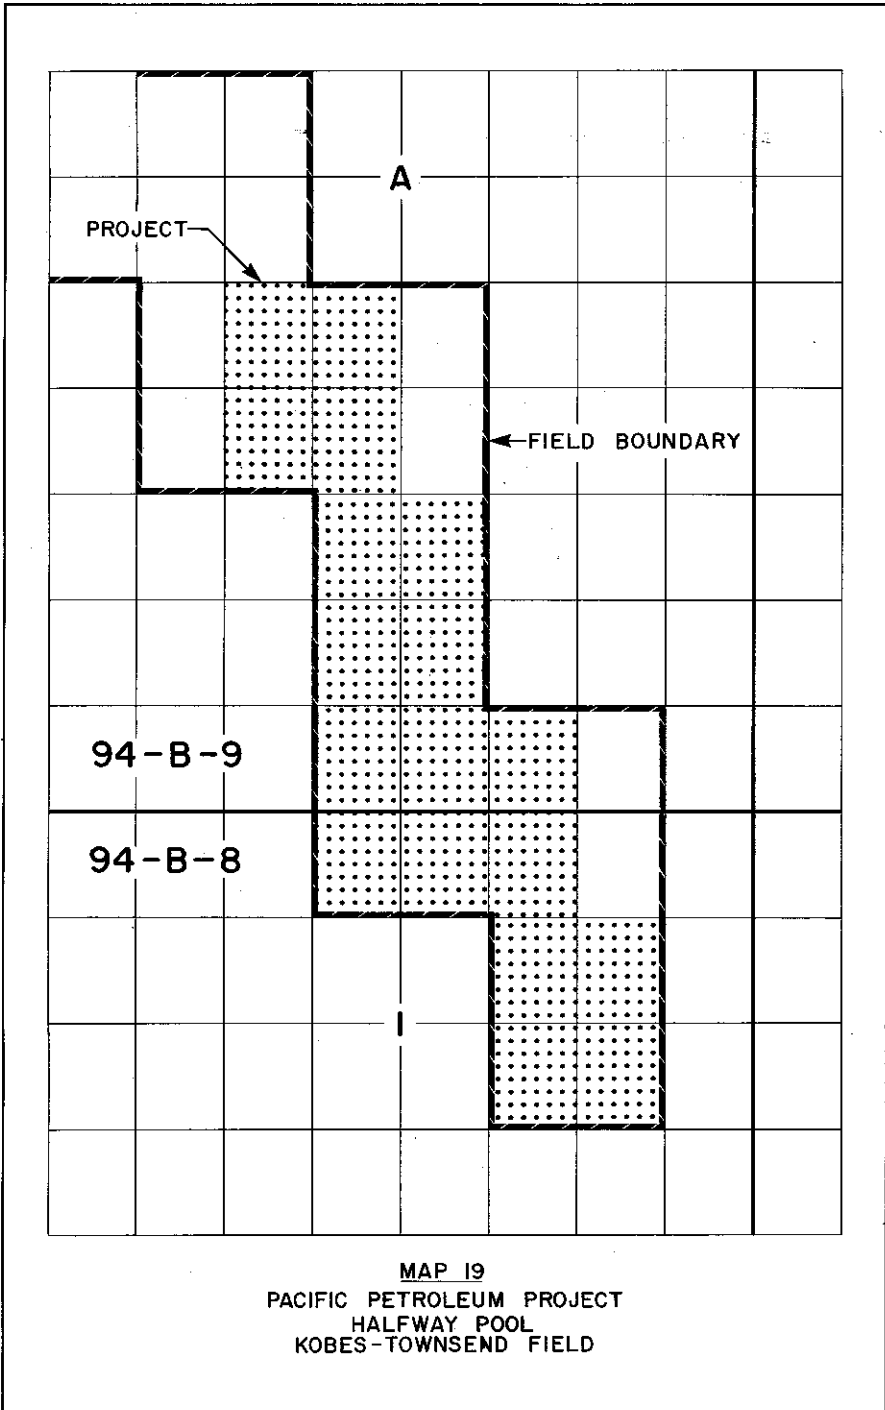 A
PROJECT
FIELD BOUNDARY
94-B-9
94-B-8
I
MAP 19
PACIFIC PETROLEUM PROJECT
HALFWAY POOL
KOBES-TOWNSEND FIELD